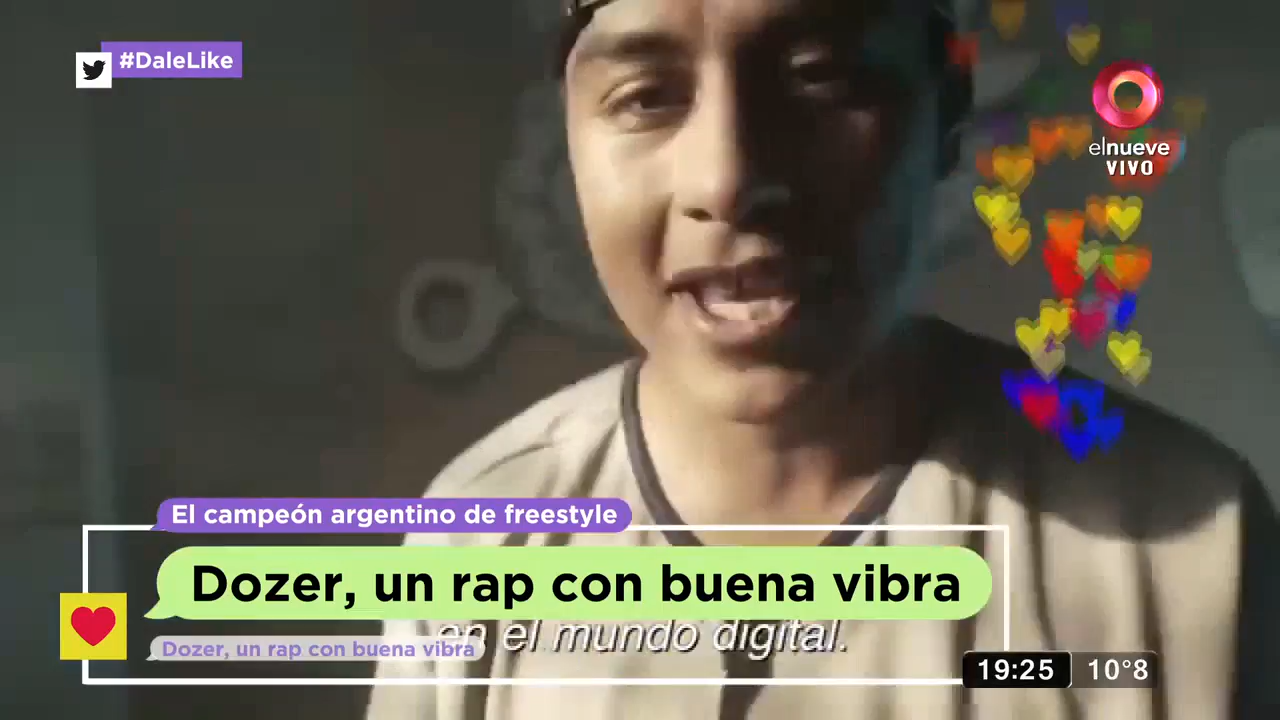 #DaleLike
elnueve
VIVO
El campeón argentino de freestyle
Dozer, un rap con buena vibra
en el mundo digital.
Dozer, un rap con buena vibra
19:25 10°8